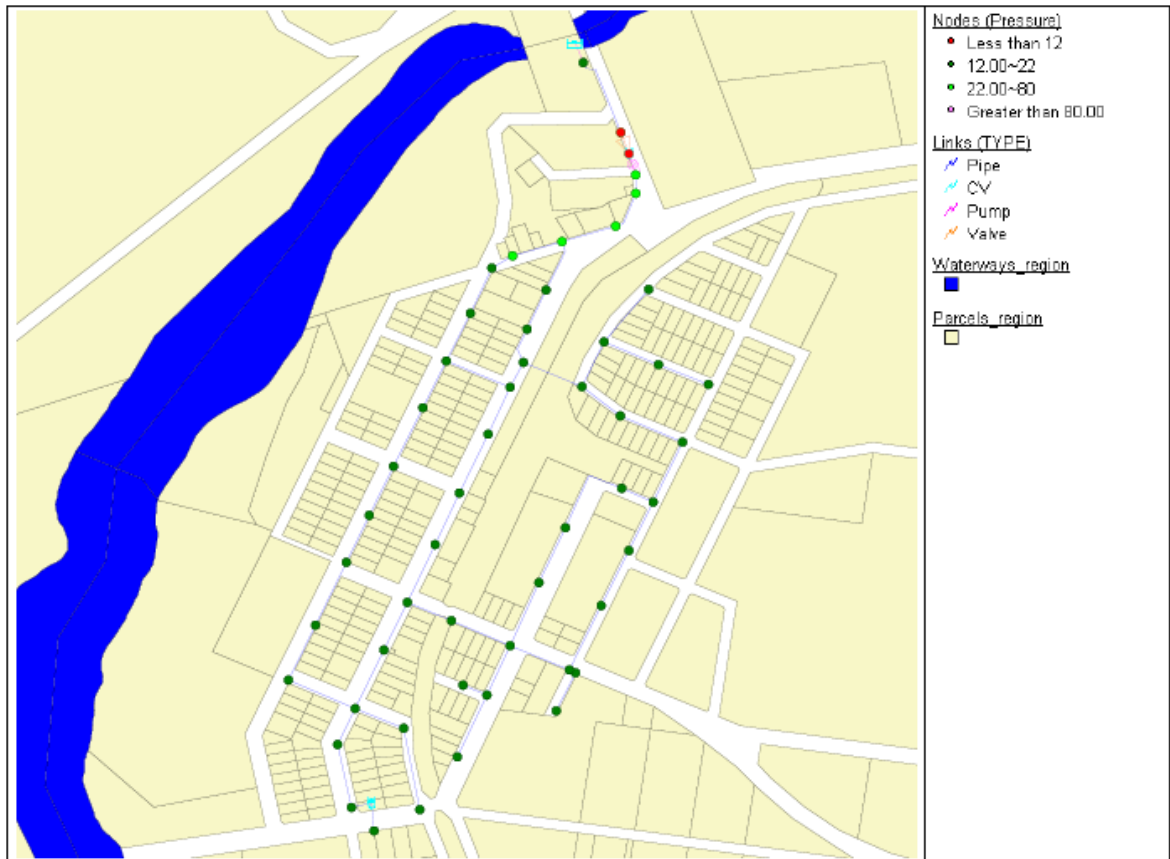 Nodes (Pressure)
Less than 12
12.00~22
22.00~80
Greater than 80.00
Links (TYPE)
Pipe
CV
Pump
Valve
Waterways_region
Parcels_region